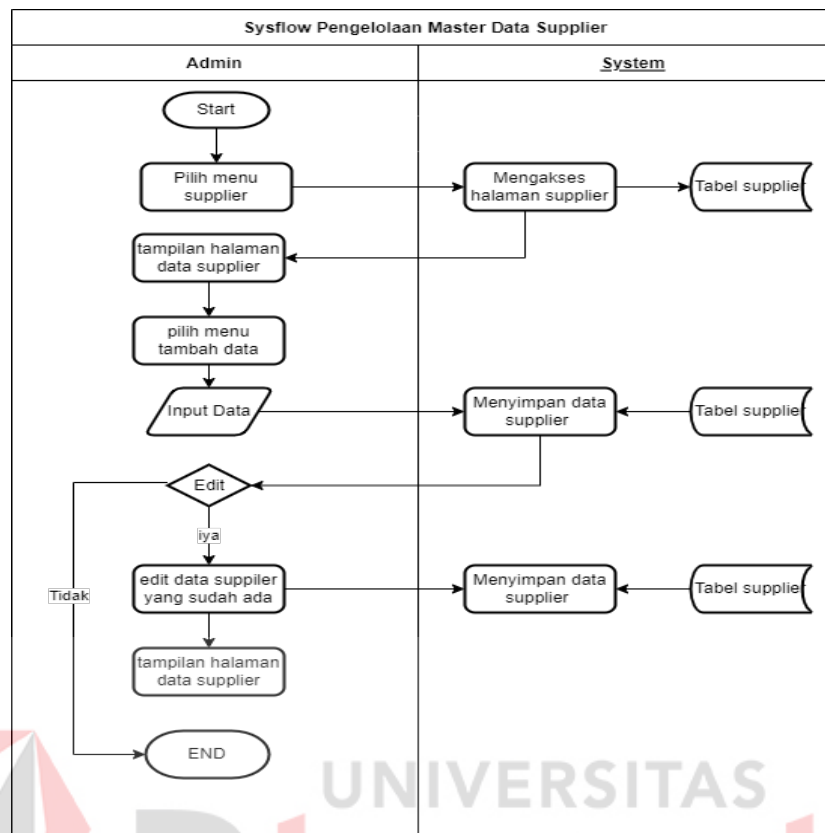 Sysflow Pengelolaan Master Data Supplier
Admin
System
Start
Pilih menu
supplier
Mengakses
halaman supplier
Tabel supplier
tampilan halaman
data supplier
pilih menu
tambah data
Input Data
Menyimpan data
supplier
Tabel supplier
Edit
iya
Tidak
edit data suppiler
yang sudah ada
Menyimpan data
supplier
Tabel supplier
tampilan halaman
data supplier
END
UNIVERSITAS